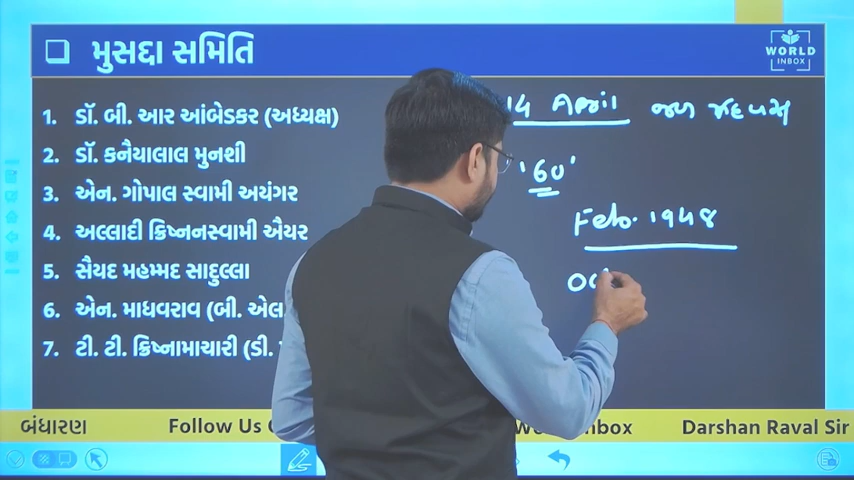 ❑ મુસદ્દા સમિતિ
WORLD
INBOX
1. ડૉ. બી. આર આંબેડકર (અધ્યક્ષ)
2. ડૉ. કનૈયાલાલ મુનશી
3. એન. ગોપાલ સ્વામી અયંગર
4. અલ્લાદી ક્રિષ્નનસ્વામી ઐયર
5. સૈયદ મહમ્મદ સાદુલ્લા
6. એન. માધવરાવ (બી. એલ.
7. ટી. ટી. ક્રિષ્નામાચારી (ડી.
14 April
'60'
Feb. 1948
બંધારણ Follow Us Darshan Raval Sir